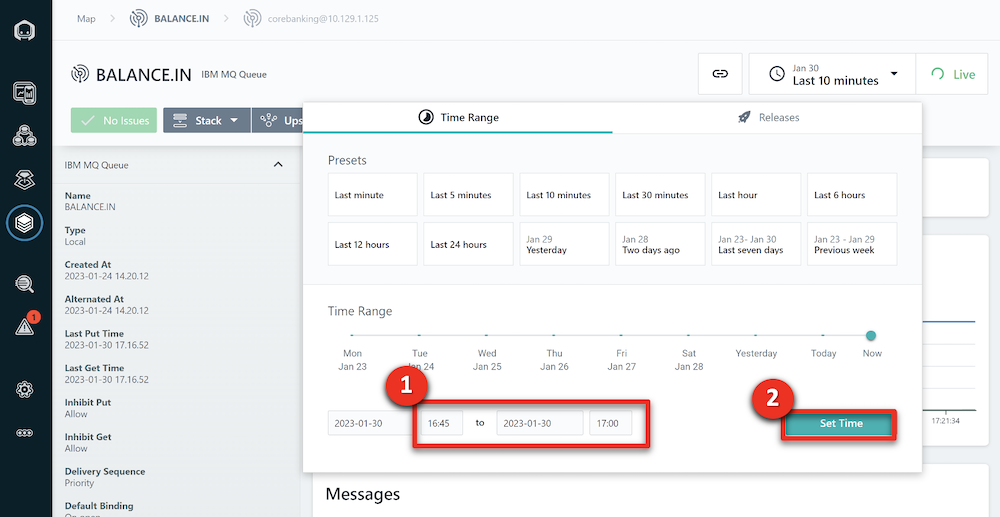 Map
BALANCE.IN
corebanking@10.129.1.125
BALANCE.IN IBM MQ Queue
Jan 30
Last 10 minutes
Live
No Issues
Stack
Ups
Time Range
Releases
IBM MQ Queue
Name
BALANCE.IN
Type
Local
Created At
2023-01-24 14.20.12
Alternated At
2023-01-24 14.20.12
Last Put Time
2023-01-30 17.16.52
Last Get Time
2023-01-30 17.16.52
Inhibit Put
Allow
Inhibit Get
Allow
Delivery Sequence
Priority
Default Binding
On open
1
Presets
Last minute
Last 5 minutes
Last 10 minutes
Last 30 minutes
Last hour
Last 6 hours
Last 12 hours
Last 24 hours
Jan 29
Yesterday
Jan 28
Two days ago
Jan 23- Jan 30
Last seven days
Jan 23 - Jan 29
Previous week
Time Range
Mon
Jan 23
Tue
Jan 24
Wed
Jan 25
Thu
Jan 26
Fri
Jan 27
Sat
Jan 28
Yesterday
Today
Now
1
2
2023-01-30 16:45 to 2023-01-30 17:00
Set Time
17:21:34
Messages